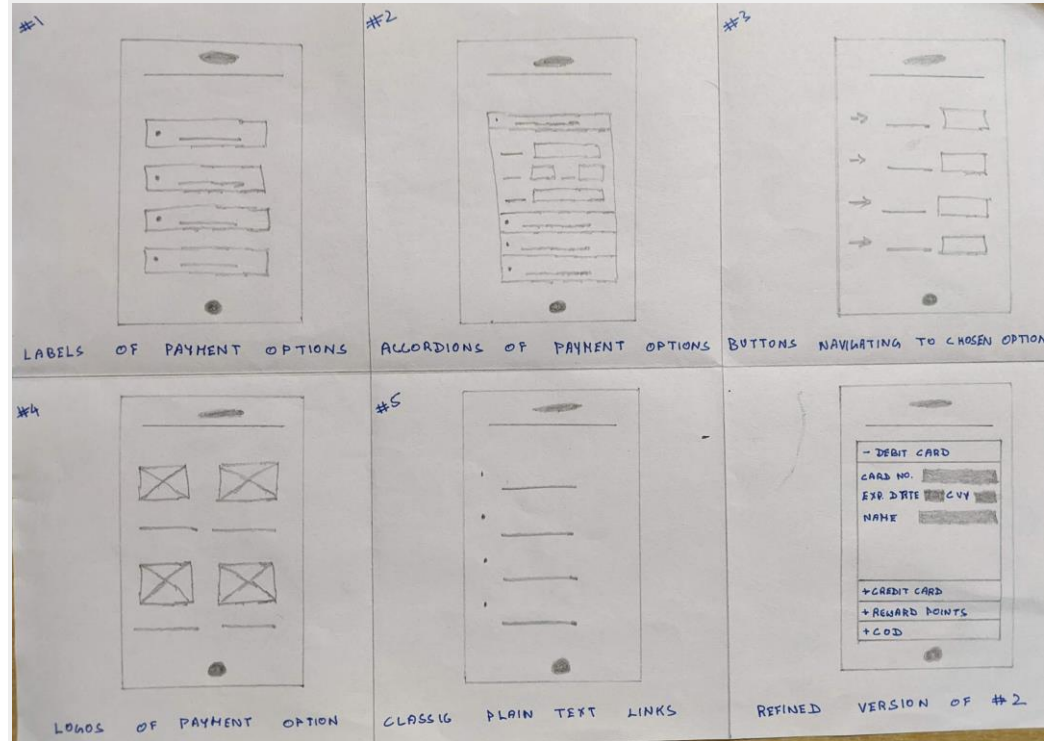 #1
LABELS OF PAYMENT OPTIONS
#2
ACCORDIONS OF PAYMENT OPTIONS
#3
BUTTONS NAVIGATING TO CHOSEN OPTION
#4
LOGOS OF PAYMENT OPTION
#5
CLASSIC PLAIN TEXT LINKS
- DEBIT CARD
CARD NO.
EXP. DATE CVV
NAME
+ CREDIT CARD
+ REWARD POINTS
+ COD
REFINED VERSION OF #2